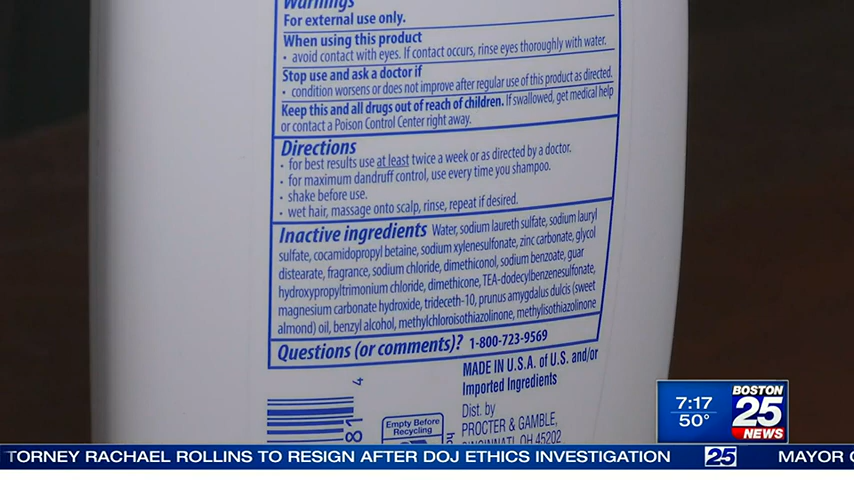 Warnings
For external use only.
When using this product
• avoid contact with eyes. If contact occurs, rinse eyes thoroughly with water.
Stop use and ask a doctor if
• condition worsens or does not improve after regular use of this product as directed.
Keep this and all drugs out of reach of children. If swallowed, get medical help
or contact a Poison Control Center right away.
Directions
• for best results use at least twice a week or as directed by a doctor.
• for maximum dandruff control, use every time you shampoo.
• shake before use.
• wet hair, massage onto scalp, rinse, repeat if desired.
Inactive ingredients Water, sodium laureth sulfate, sodium lauryl
sulfate, cocamidopropyl betaine, sodium xylenesulfonate, zinc carbonate, glycol
distearate, fragrance, sodium chloride, dimethiconol, sodium benzoate, guar
hydroxypropyltrimonium chloride, dimethicone, TEA-dodecylbenzenesulfonate,
magnesium carbonate hydroxide, trideceth-10, prunus amygdalus dulcis (sweet
almond) oil, benzyl alcohol, methylchloroisothiazolinone, methylisothiazolinone
Questions (or comments)? 1-800-723-9569
MADE IN U.S.A. of U.S. and/or
Imported Ingredients
Dist. by
PROCTER & GAMBLE,
CINCINNATI, OH 45202
4
81
Empty Before
Recycling
7:17
50°
BOSTON
25
NEWS
TORNEY RACHAEL ROLLINS TO RESIGN AFTER DOJ ETHICS INVESTIGATION 25 MAYOR